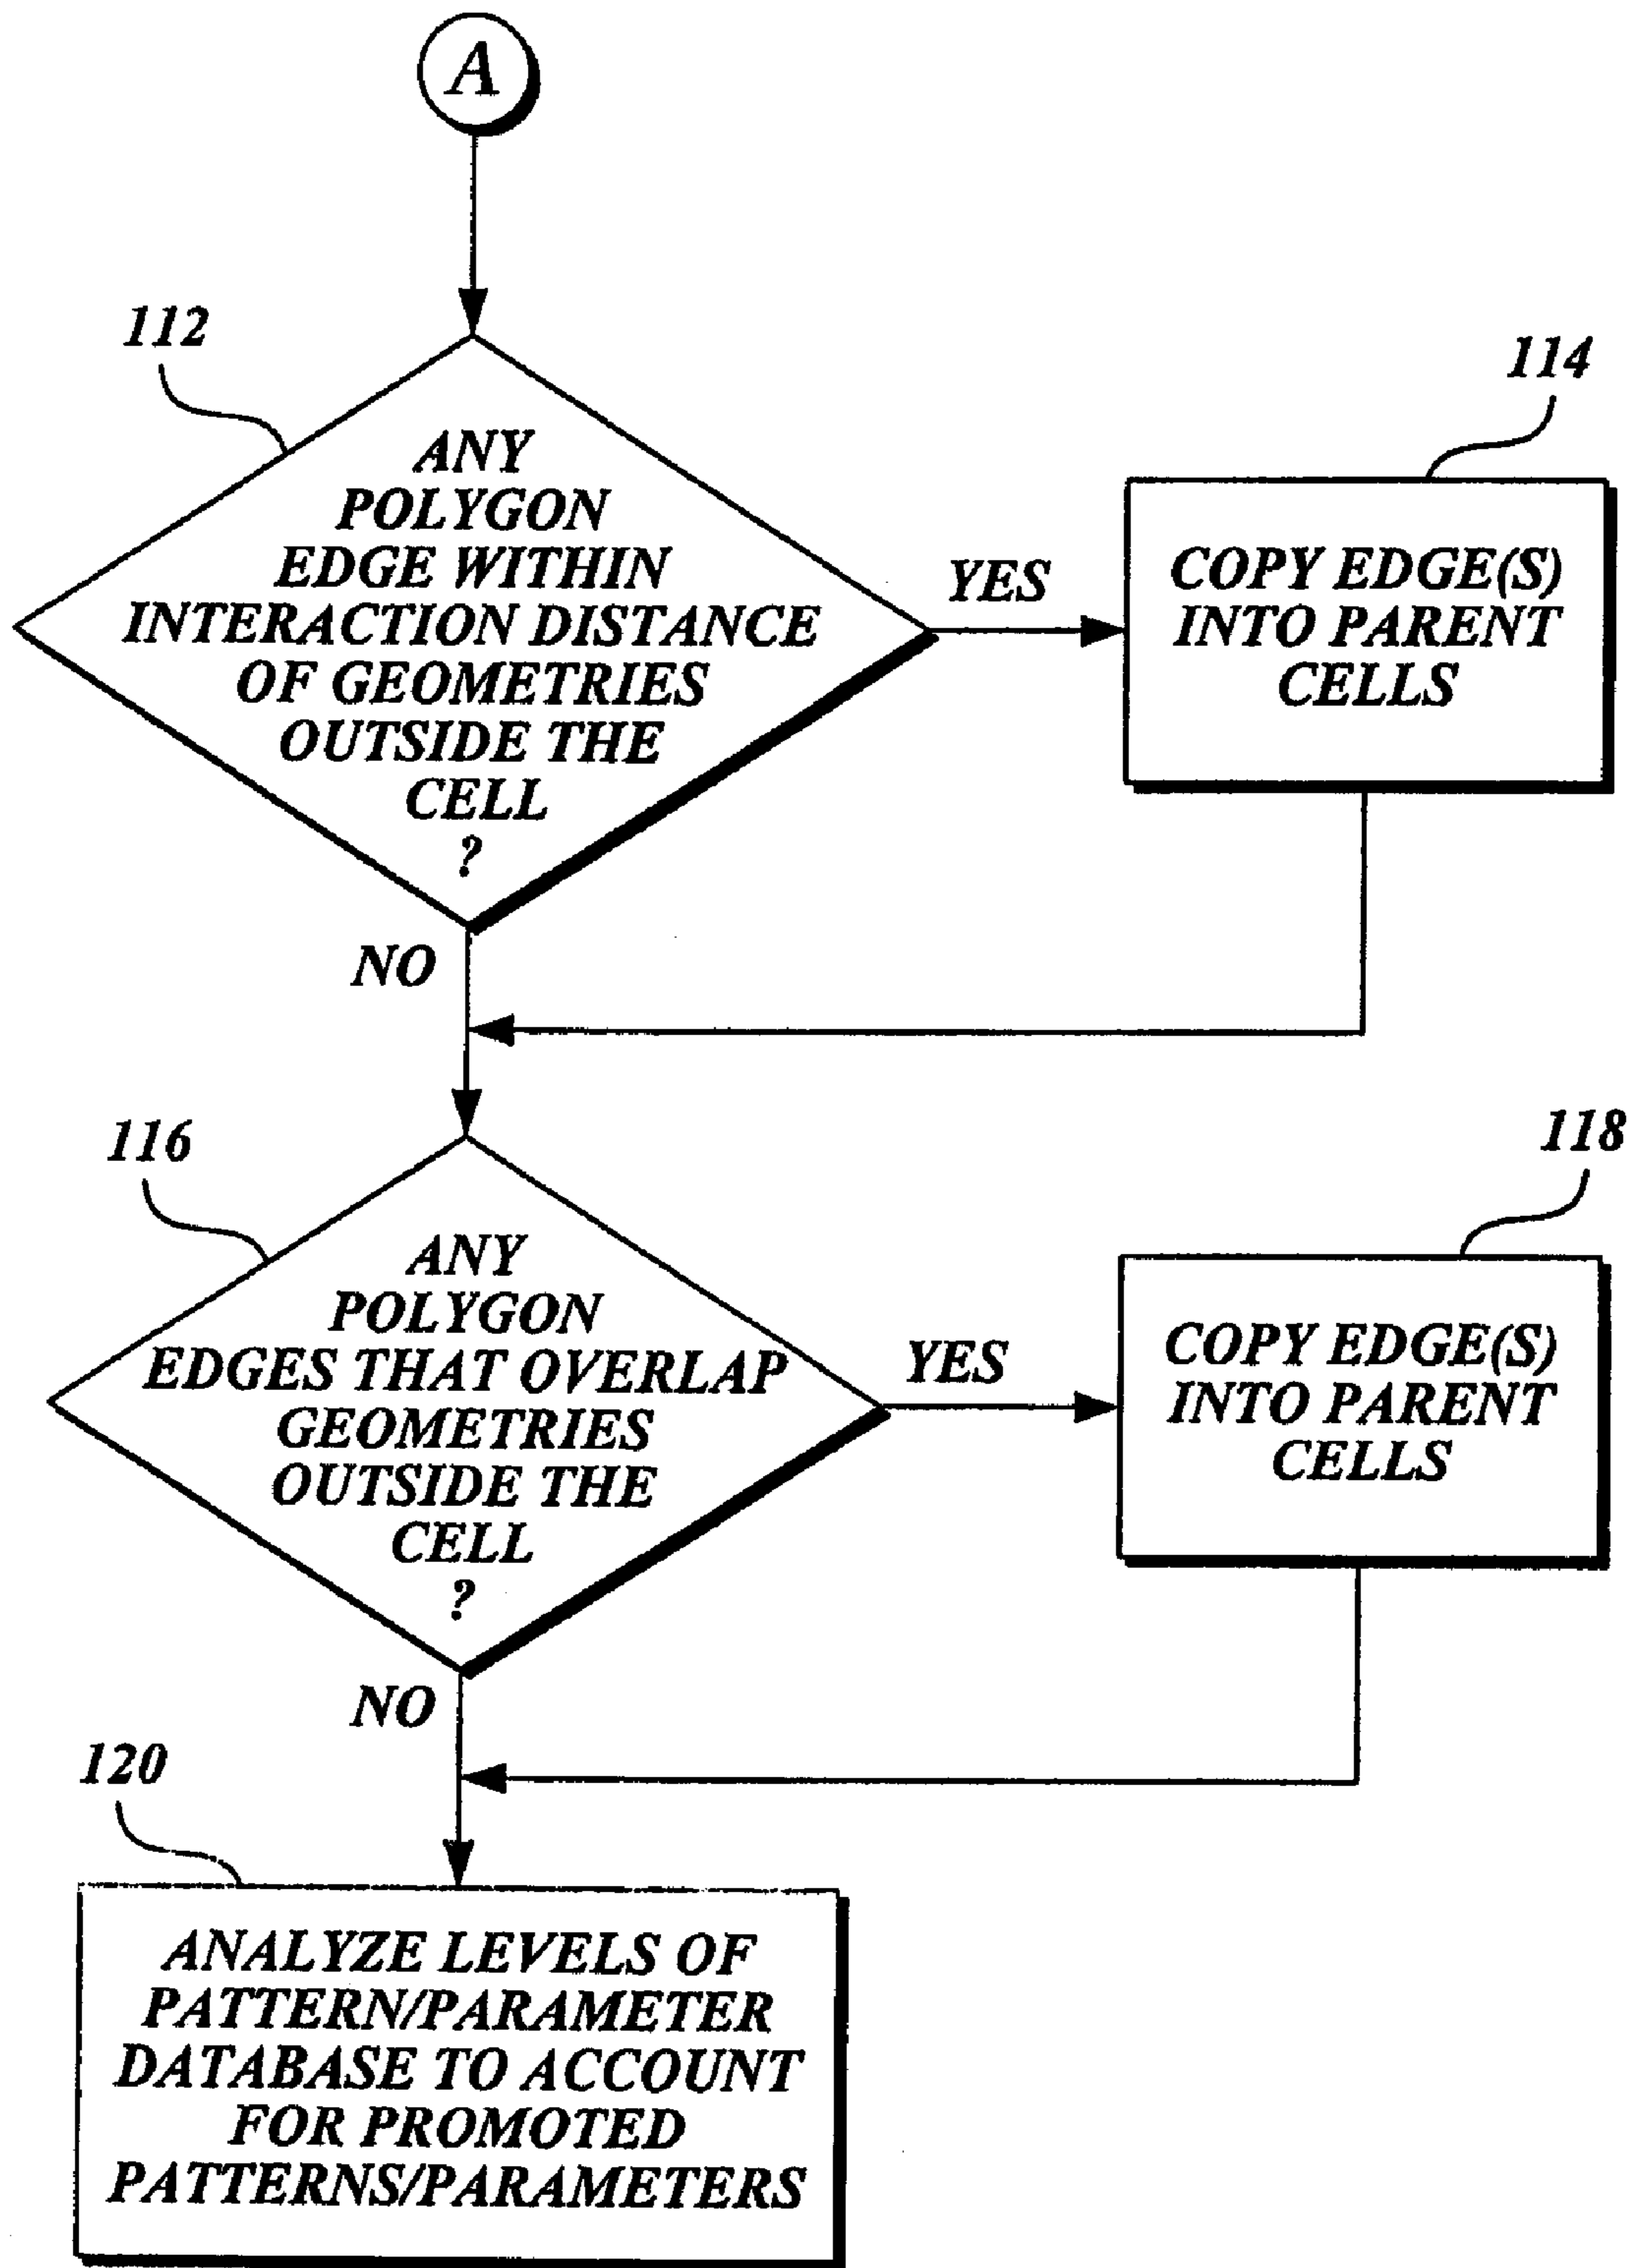 A
112
ANY
POLYGON
EDGE WITHIN
INTERACTION DISTANCE
OF GEOMETRIES
OUTSIDE THE
CELL
?
YES
NO
114
COPY EDGE(S)
INTO PARENT
CELLS
116
ANY
POLYGON
EDGES THAT OVERLAP
GEOMETRIES
OUTSIDE THE
CELL
?
YES
NO
118
COPY EDGE(S)
INTO PARENT
CELLS
120
ANALYZE LEVELS OF
PATTERN/PARAMETER
DATABASE TO ACCOUNT
FOR PROMOTED
PATTERNS/PARAMETERS